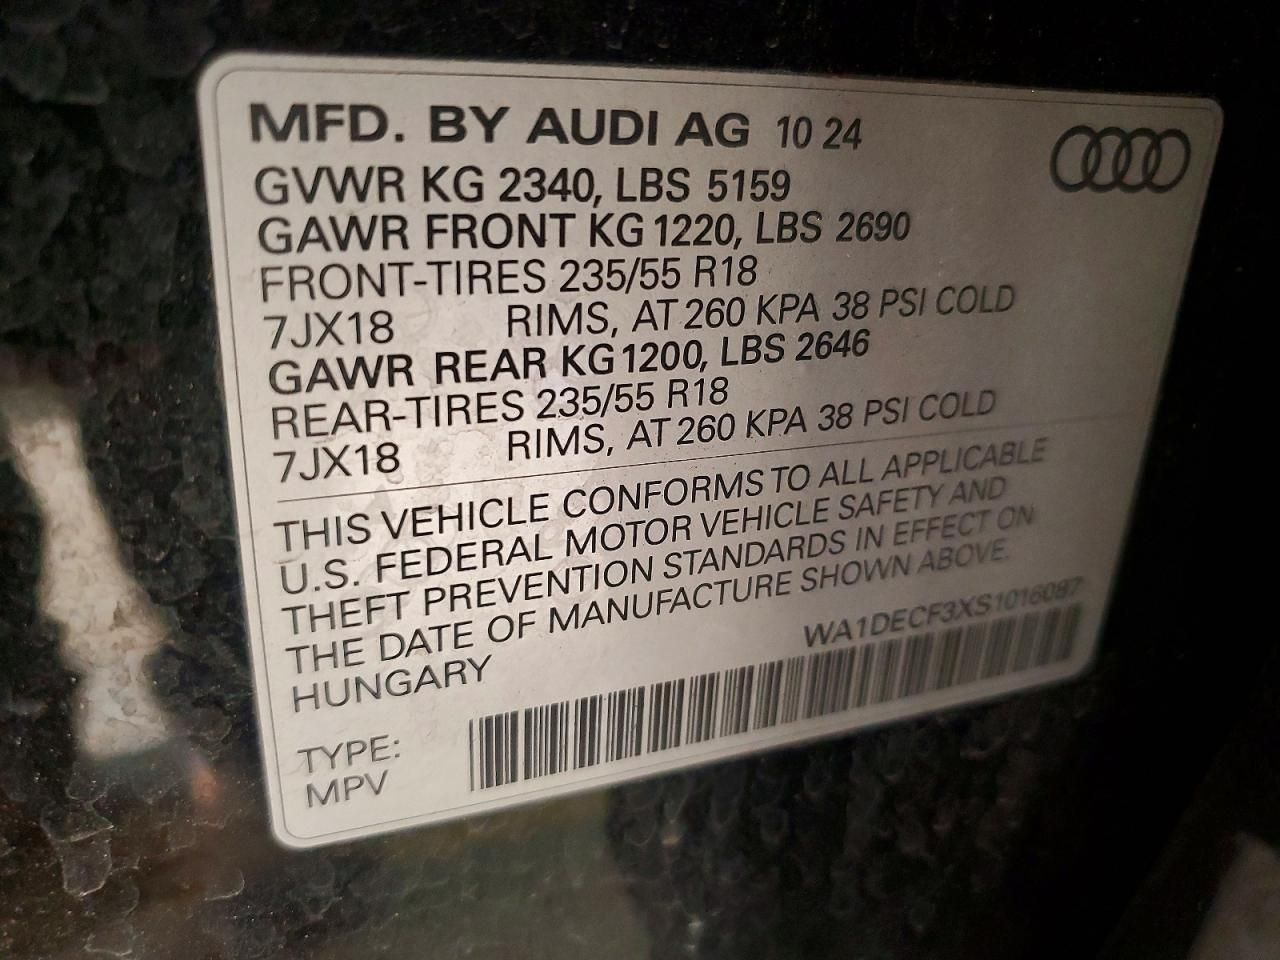 MFD. BY AUDI AG 10 24
GVWR KG 2340, LBS 5159
GAWR FRONT KG 1220, LBS 2690
FRONT-TIRES 235/55 R18
7JX18 RIMS, AT 260 KPA 38 PSI COLD
GAWR REAR KG 1200, LBS 2646
REAR-TIRES 235/55 R18
7JX18 RIMS, AT 260 KPA 38 PSI COLD
THIS VEHICLE CONFORMS TO ALL APPLICABLE
U.S. FEDERAL MOTOR VEHICLE SAFETY AND
THEFT PREVENTION STANDARDS IN EFFECT ON
THE DATE OF MANUFACTURE SHOWN ABOVE.
HUNGARY
WA1DECF3XS1016087
TYPE:
MPV